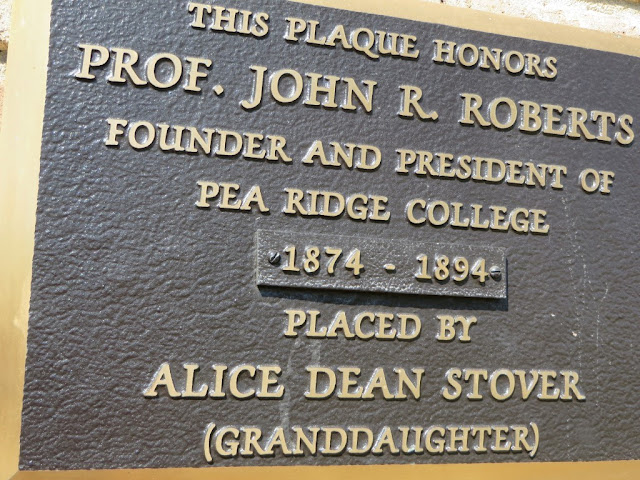 THIS PLAQUE HONORS
PROF. JOHN R. ROBERTS
FOUNDER AND PRESIDENT OF
PEA RIDGE COLLEGE
1874 - 1894
PLACED BY
ALICE DEAN STOVER
(GRANDDAUGHTER)